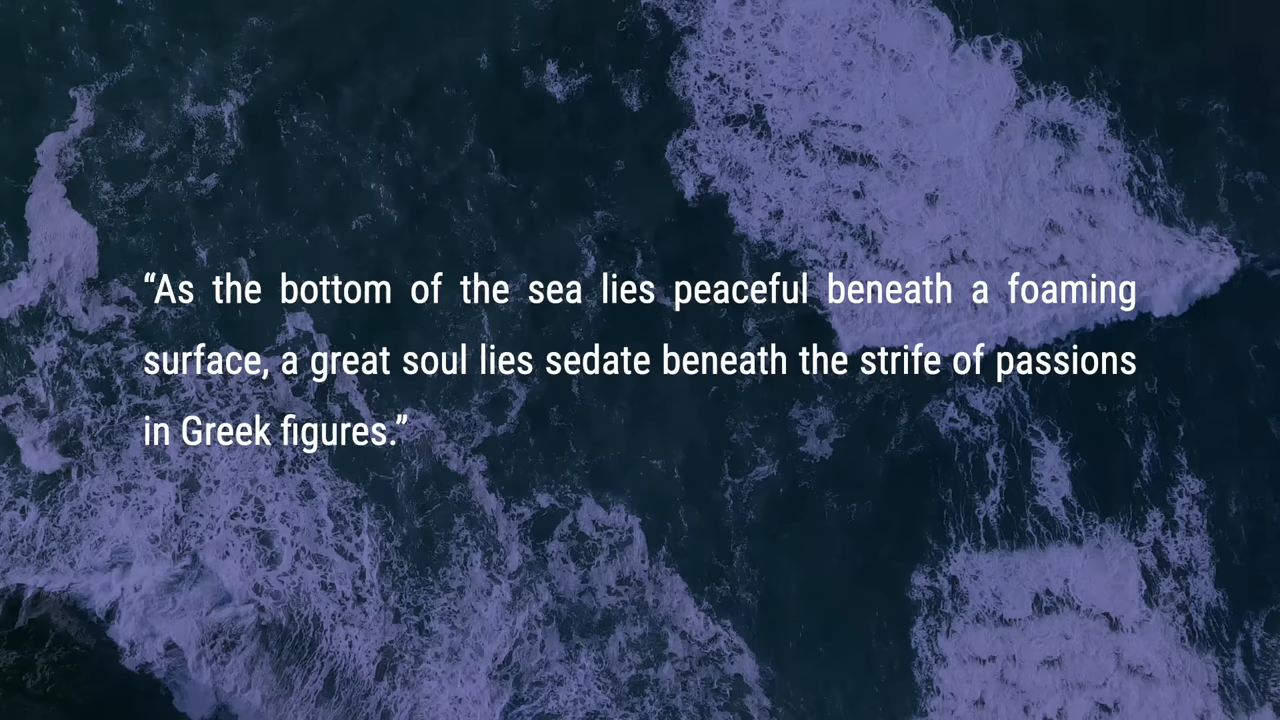 “As the bottom of the sea lies peaceful beneath a foaming
surface, a great soul lies sedate beneath the strife of passions
in Greek figures.”